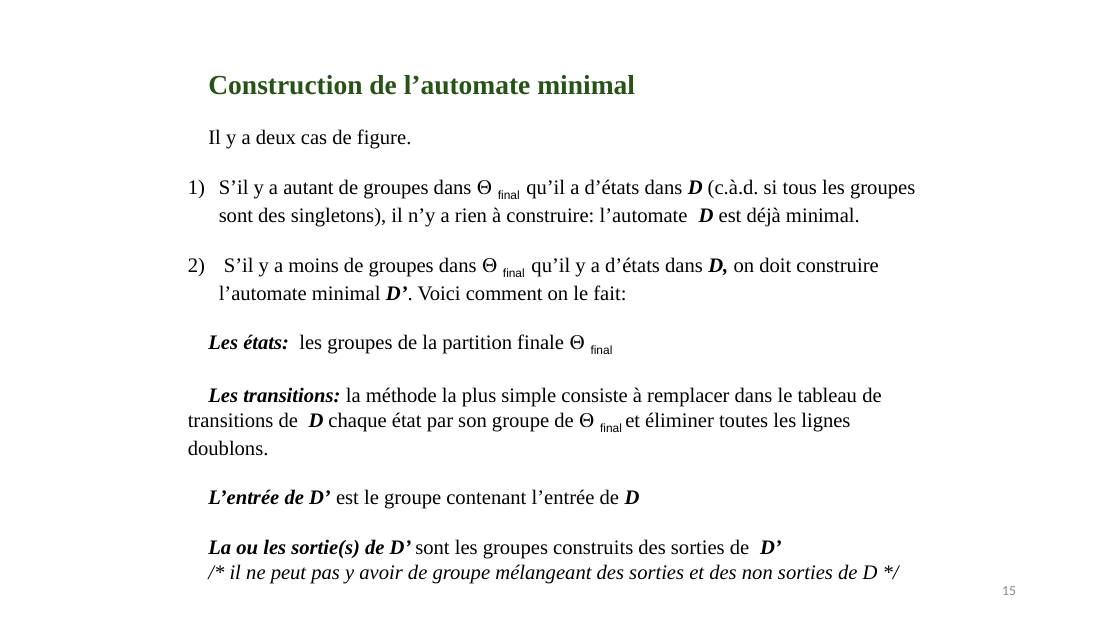 Construction de l’automate minimal
Il y a deux cas de figure.
1) S’il y a autant de groupes dans Θ final qu’il a d’états dans D (c.à.d. si tous les groupes
sont des singletons), il n’y a rien à construire: l’automate D est déjà minimal.
2) S’il y a moins de groupes dans Θ final qu’il y a d’états dans D, on doit construire
l’automate minimal D’. Voici comment on le fait:
Les états: les groupes de la partition finale Θ final
Les transitions: la méthode la plus simple consiste à remplacer dans le tableau de
transitions de D chaque état par son groupe de Θ final et éliminer toutes les lignes
doublons.
L’entrée de D’ est le groupe contenant l’entrée de D
La ou les sortie(s) de D’ sont les groupes construits des sorties de D’
/* il ne peut pas y avoir de groupe mélangeant des sorties et des non sorties de D */
15